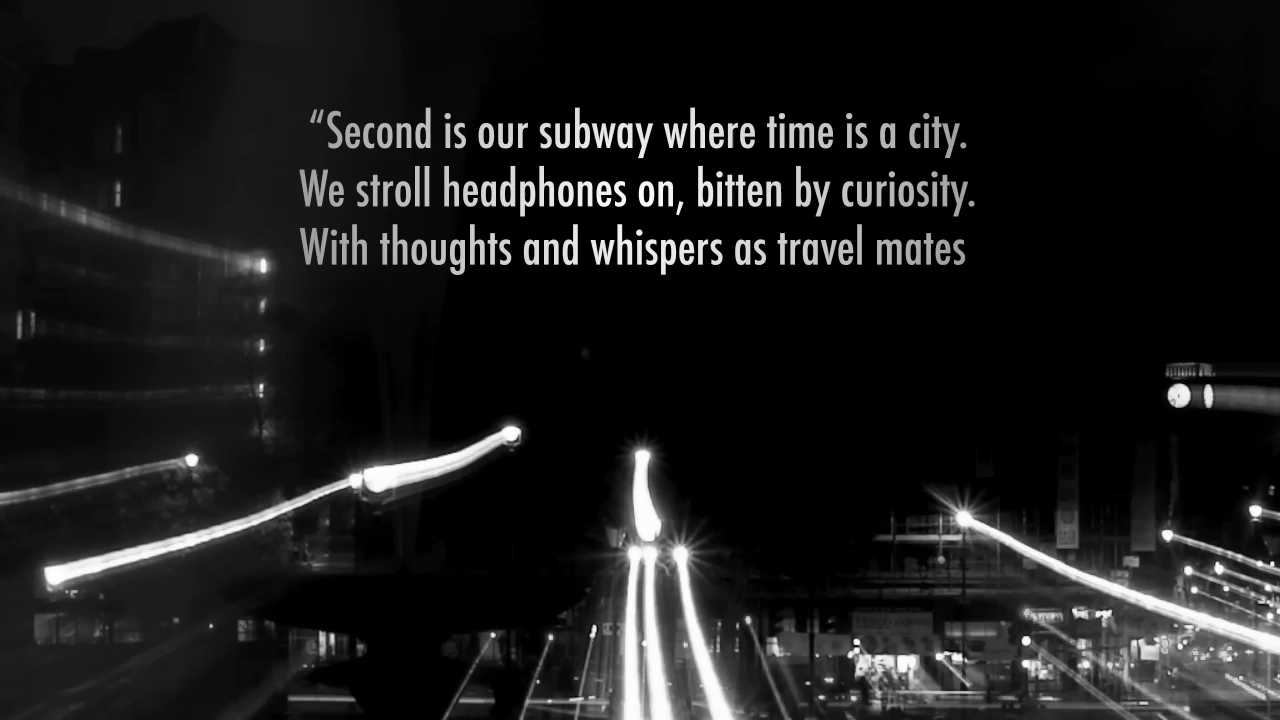 “Second is our subway where time is a city.
We stroll headphones on, bitten by curiosity.
With thoughts and whispers as travel mates